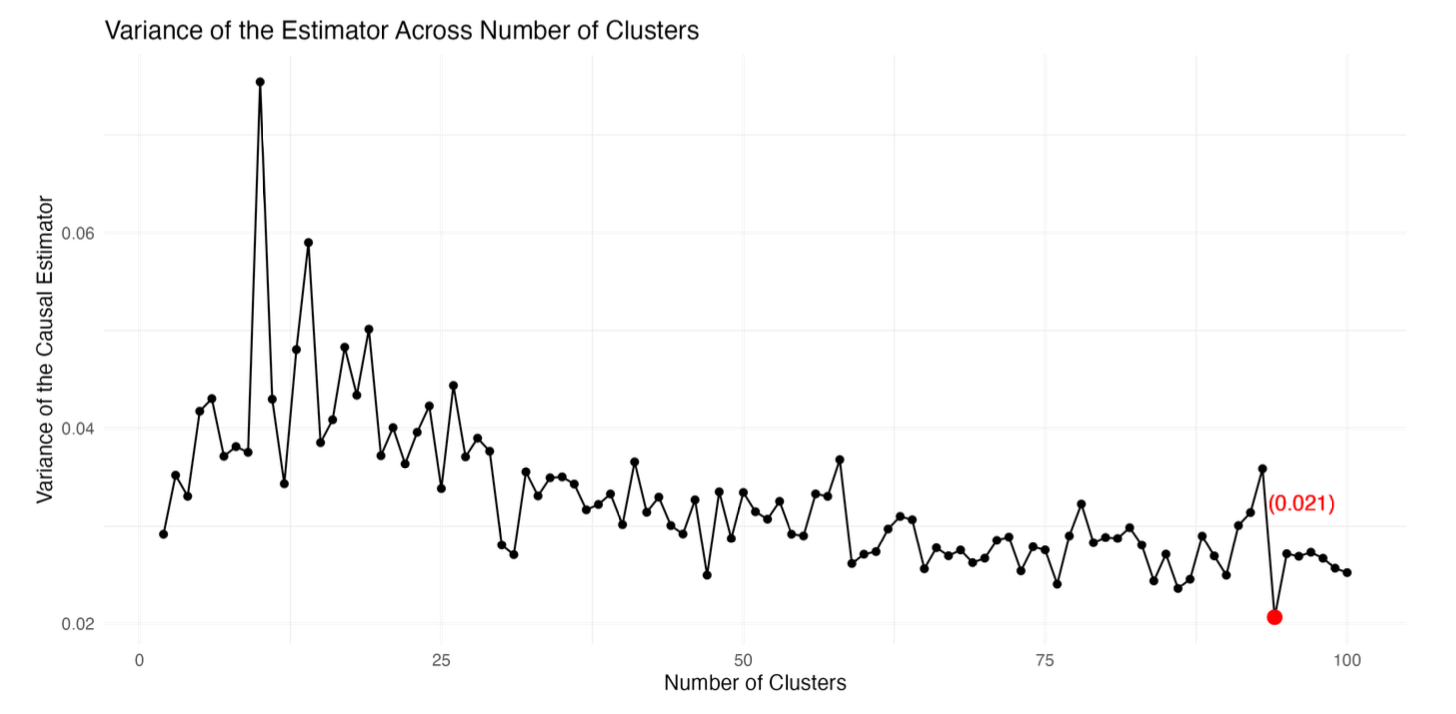 Variance of the Estimator Across Number of Clusters
Variance of the Causal Estimator
0.06
0.04
0.02
(0.021)
0 25 50 75 100
Number of Clusters